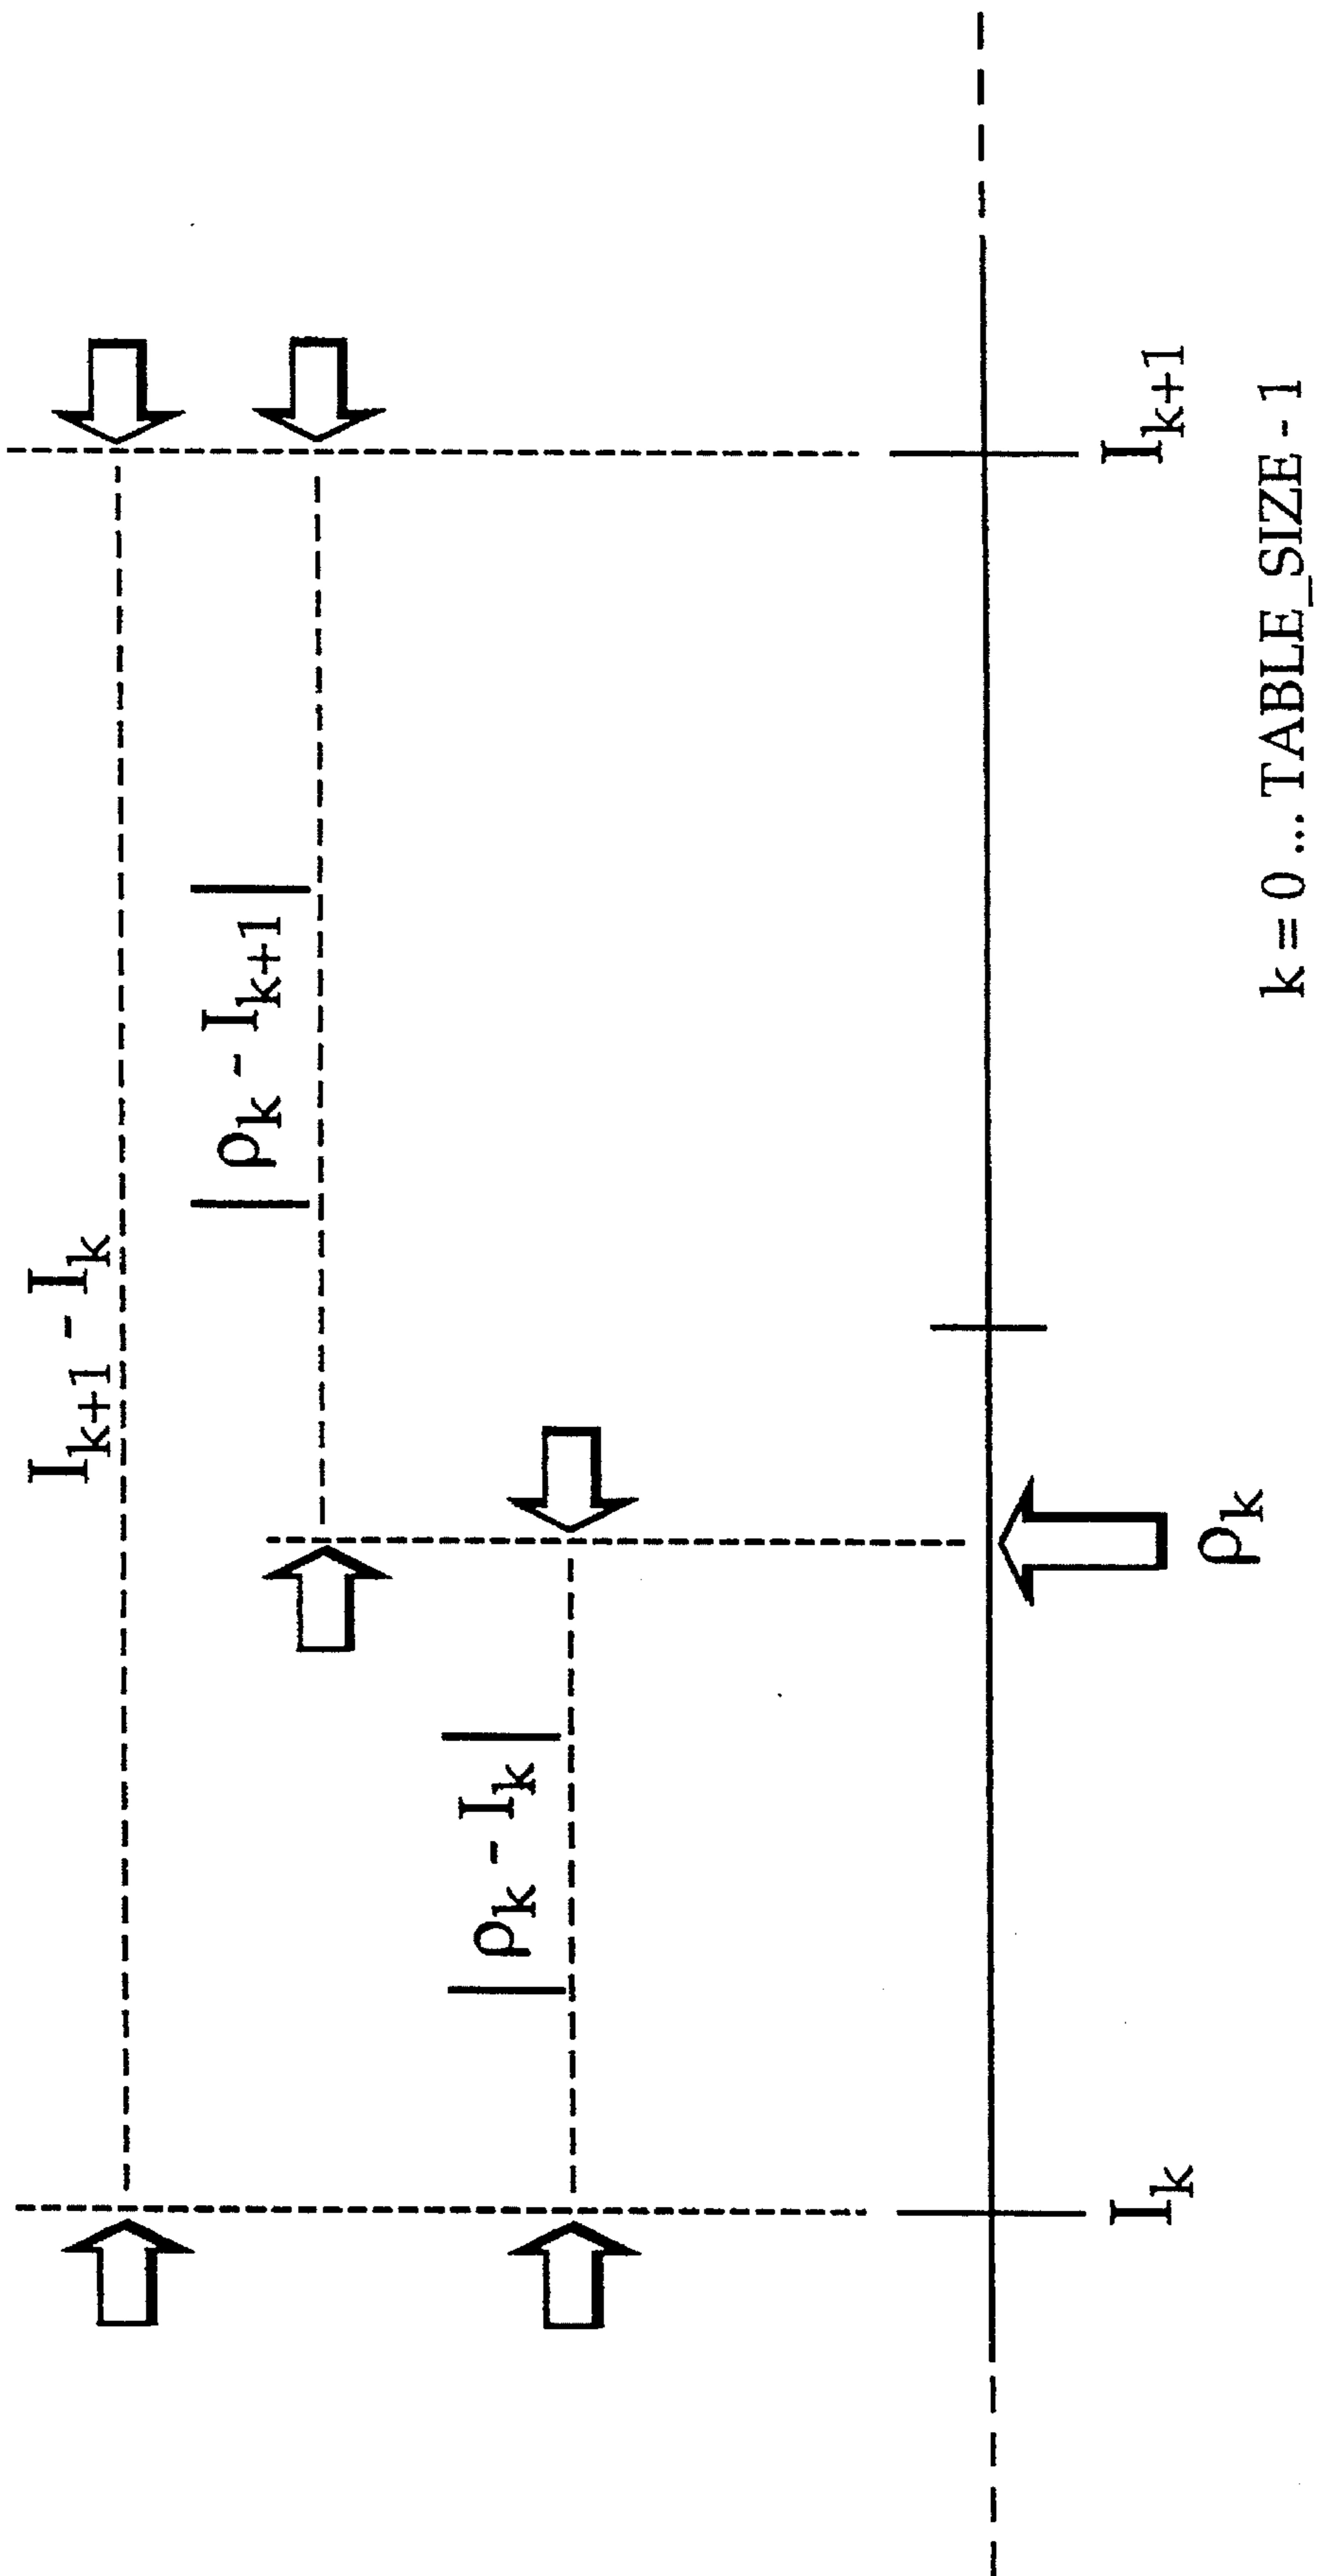 I_{k+1} - I_k
| ρ_k - I_{k+1} |
| ρ_k - I_k |
I_k
ρ_k
I_{k+1}
k = 0 ... TABLE_SIZE - 1